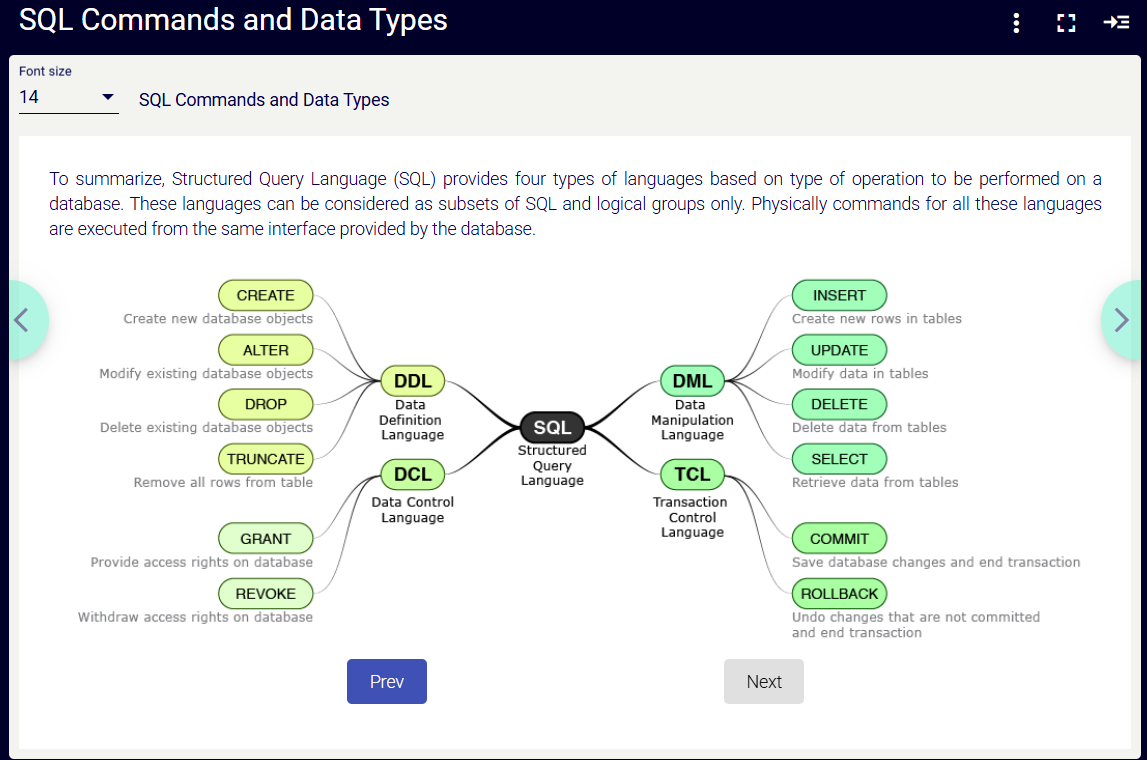 SQL Commands and Data Types
Font size
14
SQL Commands and Data Types
To summarize, Structured Query Language (SQL) provides four types of languages based on type of operation to be performed on a
database. These languages can be considered as subsets of SQL and logical groups only. Physically commands for all these languages
are executed from the same interface provided by the database.
CREATE
Create new database objects
ALTER
Modify existing database objects
DROP
Delete existing database objects
TRUNCATE
Remove all rows from table
DDL
Data
Definition
Language
DCL
Data Control
Language
GRANT
Provide access rights on database
REVOKE
Withdraw access rights on database
SQL
Structured
Query
Language
DML
Data
Manipulation
Language
TCL
Transaction
Control
Language
INSERT
Create new rows in tables
UPDATE
Modify data in tables
DELETE
Delete data from tables
SELECT
Retrieve data from tables
COMMIT
Save database changes and end transaction
ROLLBACK
Undo changes that are not committed
and end transaction
Prev
Next